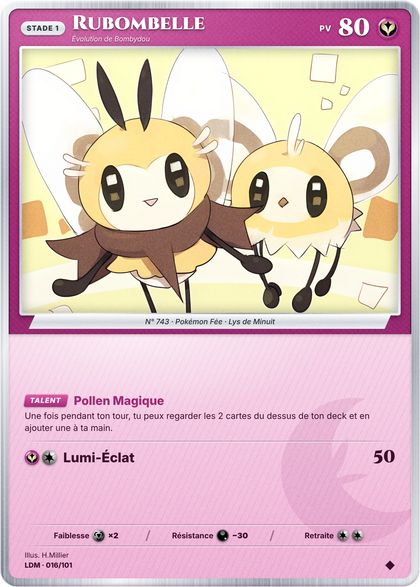 STADE 1 RUBOMBELLE PV 80
Évolution de Bombydou
N° 743 · Pokémon Fée · Lys de Minuit
TALENT Pollen Magique
Une fois pendant ton tour, tu peux regarder les 2 cartes du dessus de ton deck et en
ajouter une à ta main.
Lumi-Éclat 50
Faiblesse ×2 / Résistance −30 / Retraite
Illus. H.Millier
LDM · 016/101